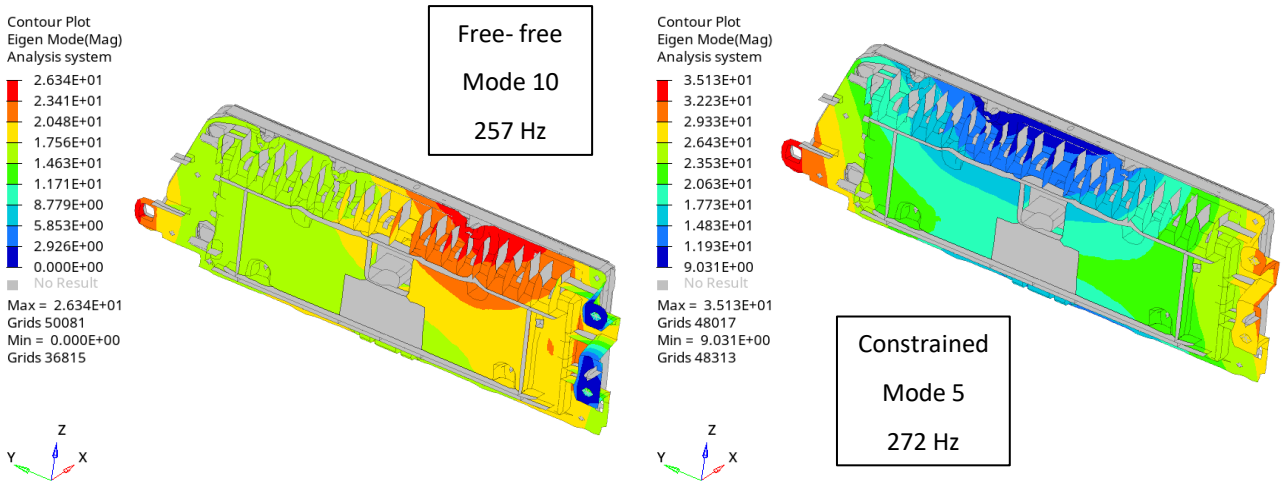 Contour Plot
Eigen Mode(Mag)
Analysis system
2.634E+01
2.341E+01
2.048E+01
1.756E+01
1.463E+01
1.171E+01
8.779E+00
5.853E+00
2.926E+00
0.000E+00
No Result
Max = 2.634E+01
Grids 50081
Min = 0.000E+00
Grids 36815
Free- free
Mode 10
257 Hz
Z
Y
X
Contour Plot
Eigen Mode(Mag)
Analysis system
3.513E+01
3.223E+01
2.933E+01
2.643E+01
2.353E+01
2.063E+01
1.773E+01
1.483E+01
1.193E+01
9.031E+00
No Result
Max = 3.513E+01
Grids 48017
Min = 9.031E+00
Grids 48313
Constrained
Mode 5
272 Hz
Z
Y
X